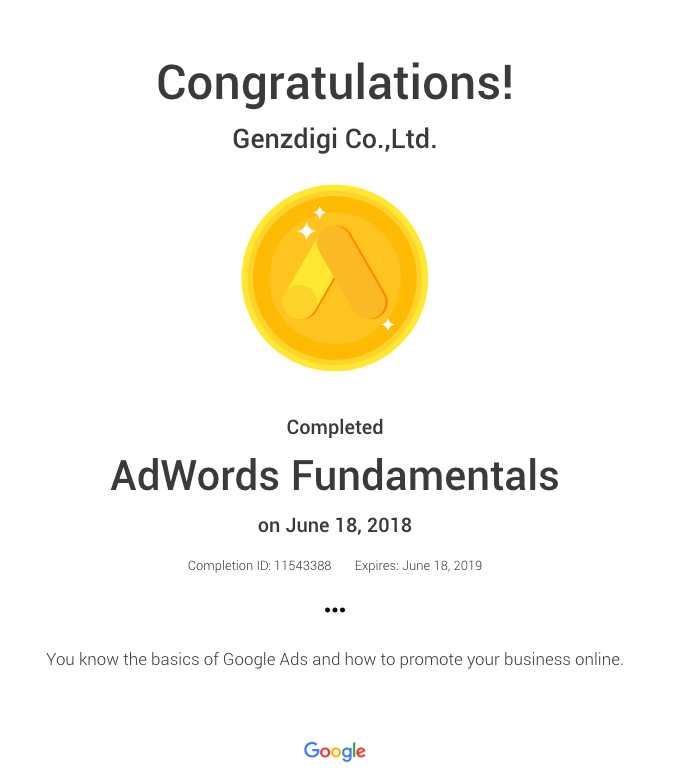 Congratulations!
Genzdigi Co.,Ltd.
Completed
AdWords Fundamentals
on June 18, 2018
Completion ID: 11543388 Expires: June 18, 2019
•••
You know the basics of Google Ads and how to promote your business online.
Google